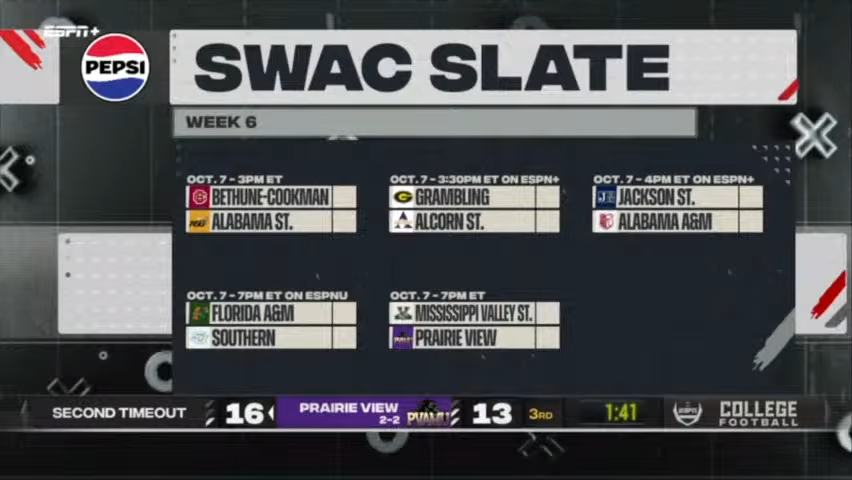 ESPN+
PEPSI
SWAC SLATE
WEEK 6
OCT. 7 - 3PM ET
BETHUNE-COOKMAN
ALABAMA ST.
OCT. 7 - 3:30PM ET ON ESPN+
GRAMBLING
ALCORN ST.
OCT. 7 - 4PM ET ON ESPN+
JACKSON ST.
ALABAMA A&M
OCT. 7 - 7PM ET ON ESPNU
FLORIDA A&M
SOUTHERN
OCT. 7 - 7PM ET
MISSISSIPPI VALLEY ST.
PRAIRIE VIEW
SECOND TIMEOUT 16 PRAIRIE VIEW 2-2 PVAMU 13 3RD 1:41 ESPN COLLEGE FOOTBALL